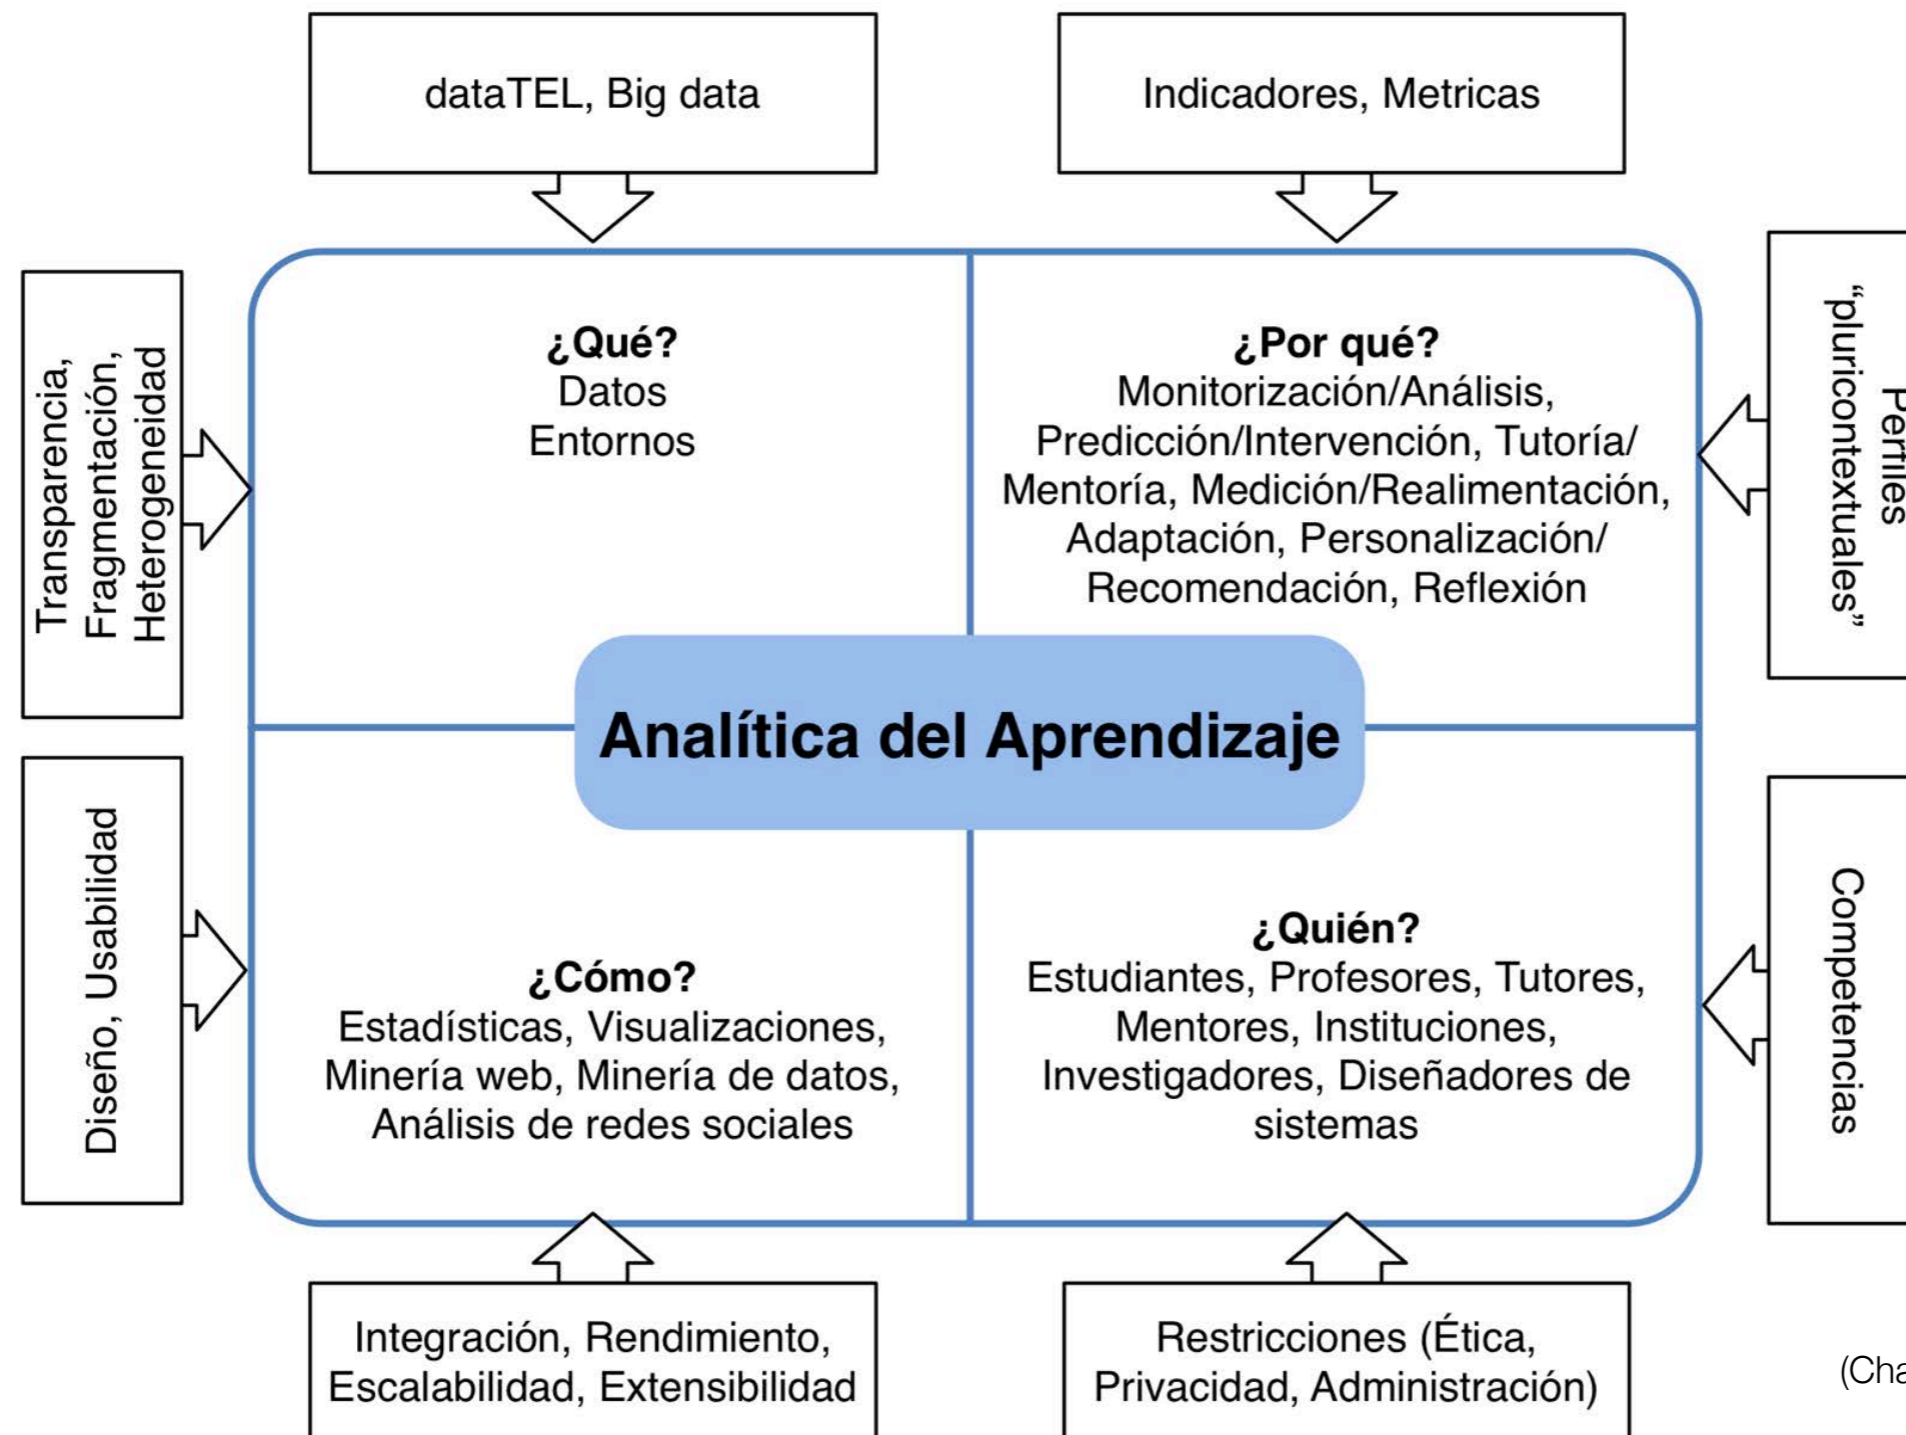 dataTEL, Big data
Indicadores, Metricas
Transparencia,
Fragmentación,
Heterogeneidad
¿Qué?
Datos
Entornos
¿Por qué?
Monitorización/Análisis,
Predicción/Intervención, Tutoría/
Mentoría, Medición/Realimentación,
Adaptación, Personalización/
Recomendación, Reflexión
Perfiles
“pluricontextuales”
Analítica del Aprendizaje
Diseño, Usabilidad
¿Cómo?
Estadísticas, Visualizaciones,
Minería web, Minería de datos,
Análisis de redes sociales
¿Quién?
Estudiantes, Profesores, Tutores,
Mentores, Instituciones,
Investigadores, Diseñadores de
sistemas
Competencias
Integración, Rendimiento,
Escalabilidad, Extensibilidad
Restricciones (Ética,
Privacidad, Administración)